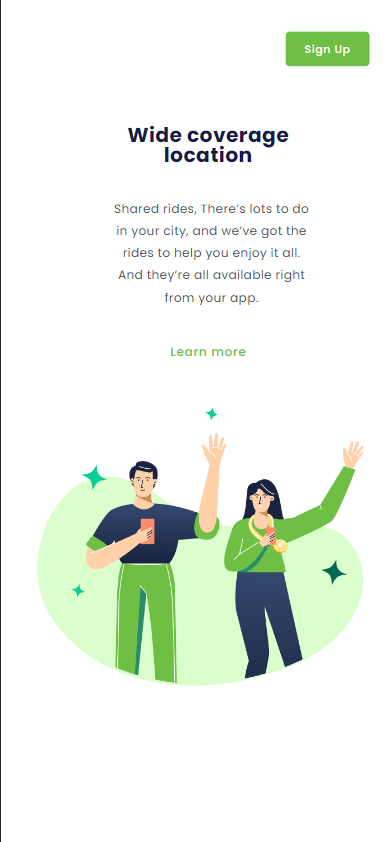 Sign Up
Wide coverage
location
Shared rides, There's lots to do
in your city, and we've got the
rides to help you enjoy it all.
And they're all available right
from your app.
Learn more